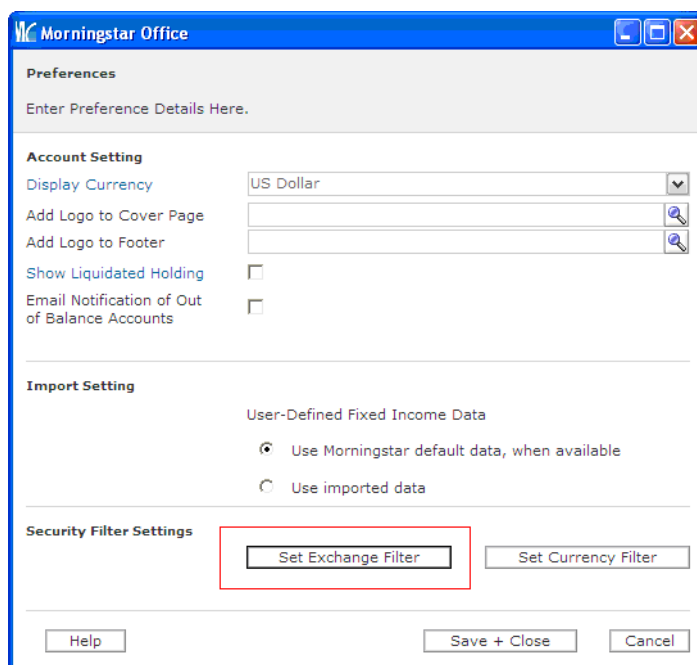 Morningstar Office
Preferences
Enter Preference Details Here.
Account Setting
Display Currency US Dollar
Add Logo to Cover Page
Add Logo to Footer
Show Liquidated Holding
Email Notification of Out
of Balance Accounts
Import Setting
User-Defined Fixed Income Data
Use Morningstar default data, when available
Use imported data
Security Filter Settings
Set Exchange Filter Set Currency Filter
Help Save + Close Cancel